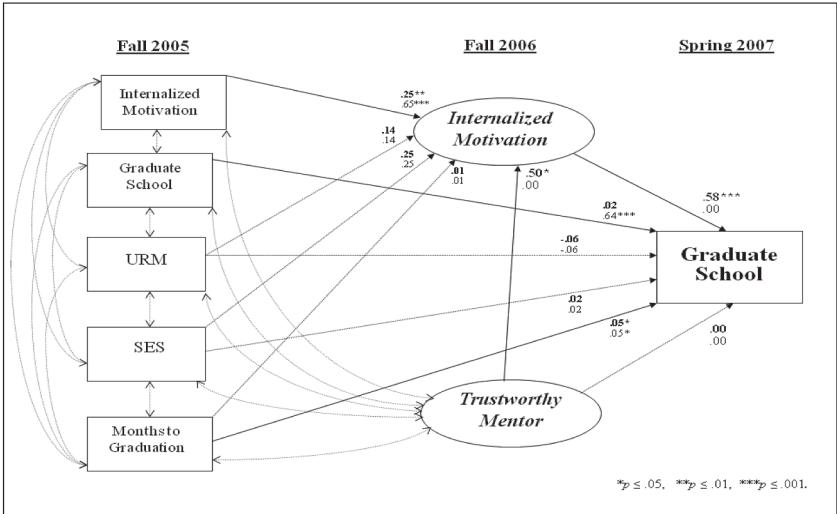 Fall 2005
Fall 2006
Spring 2007
Internalized
Motivation
Graduate
School
URM
SES
Months to
Graduation
.25**
.65***
.14
.14
.25
.25
.01
.01
Internalized
Motivation
.50*
.00
.58***
.00
.02
.64***
-.06
-.06
.02
.02
.05*
.05*
.00
.00
Graduate
School
Trustworthy
Mentor
*p ≤ .05, **p ≤ .01, ***p ≤ .001.